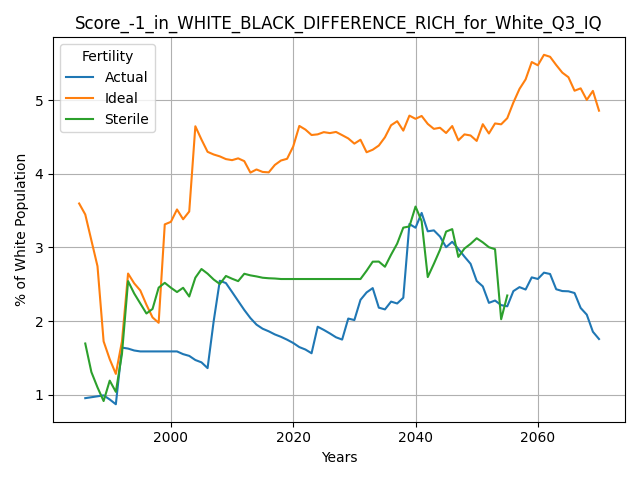 Score_-1_in_WHITE_BLACK_DIFFERENCE_RICH_for_White_Q3_IQ
Fertility
Actual
Ideal
Sterile
% of White Population
5
4
3
2
1
2000 2020 2040 2060
Years